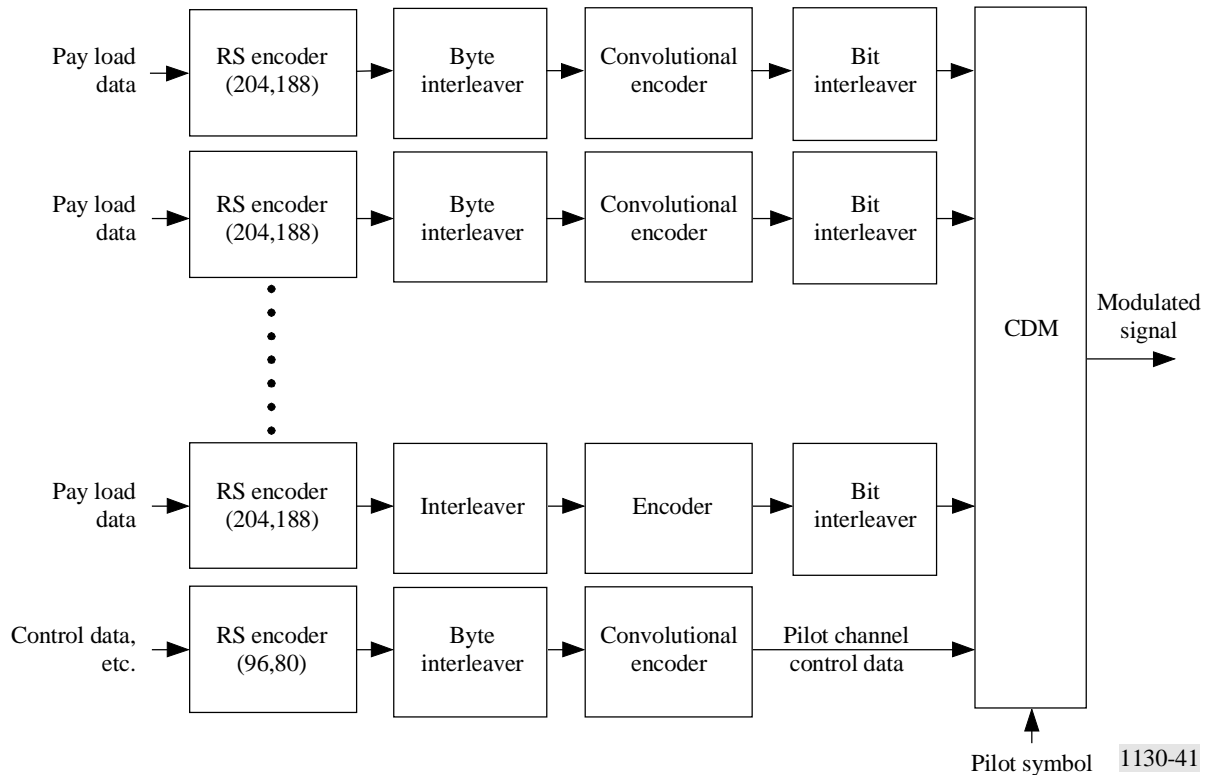 Pay load
data
RS encoder
(204,188)
Byte
interleaver
Convolutional
encoder
Bit
interleaver
Pay load
data
RS encoder
(204,188)
Byte
interleaver
Convolutional
encoder
Bit
interleaver
CDM
Modulated
signal
Pay load
data
RS encoder
(204,188)
Interleaver
Encoder
Bit
interleaver
Control data,
etc.
RS encoder
(96,80)
Byte
interleaver
Convolutional
encoder
Pilot channel
control data
Pilot symbol
1130-41